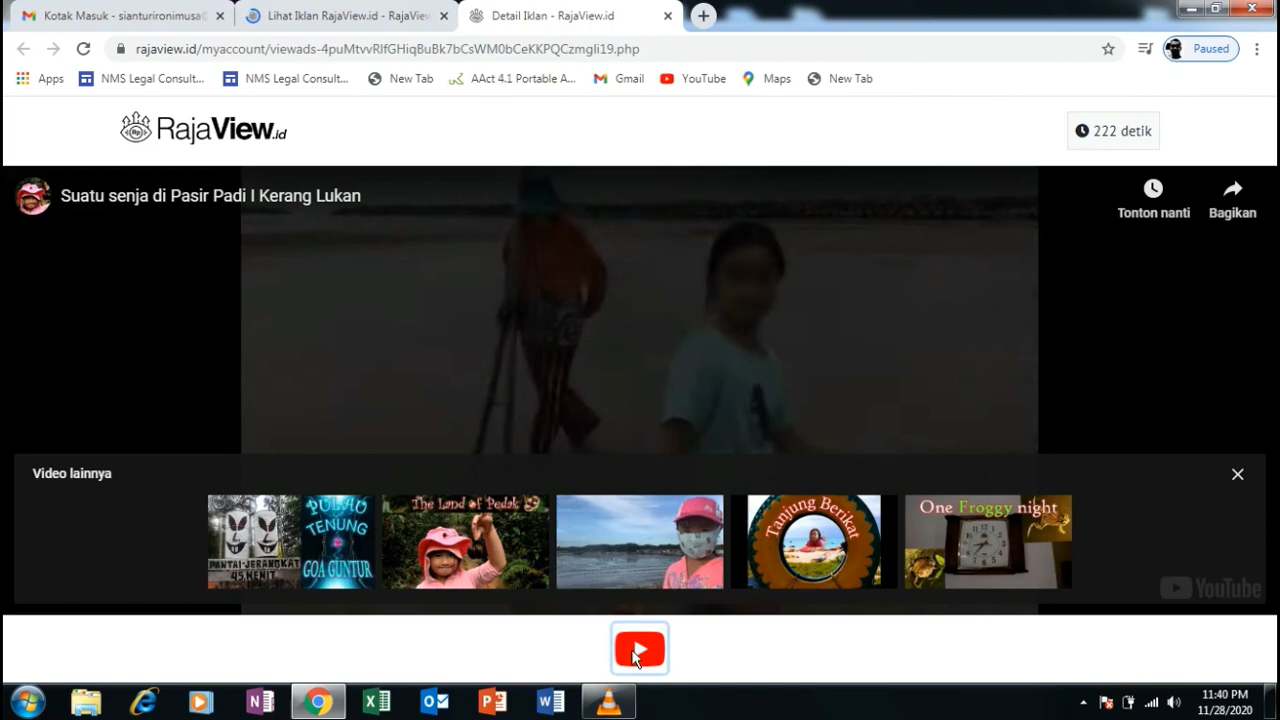 Kotak Masuk - sianturironimusa
Lihat Iklan RajaView.id - RajaView
Detail Iklan - RajaView.id
rajaview.id/myaccount/viewads-4puMtvvRlfGHiq8uBk7bCsWM0bCeKKPQCzmgIi19.php
Paused
Apps
NMS Legal Consult...
NMS Legal Consult...
New Tab
AAct 4.1 Portable A...
Gmail
YouTube
Maps
New Tab
RajaView.id
222 detik
Suatu senja di Pasir Padi I Kerang Lukan
Tonton nanti
Bagikan
Video lainnya
PANTAI-JERANGKAT
45.KENIT
PULAU
TENUNG
GOA GUNTUR
The Land of Pedak
Tanjung Berikat
One Froggy night
YouTube
11:40 PM
11/28/2020